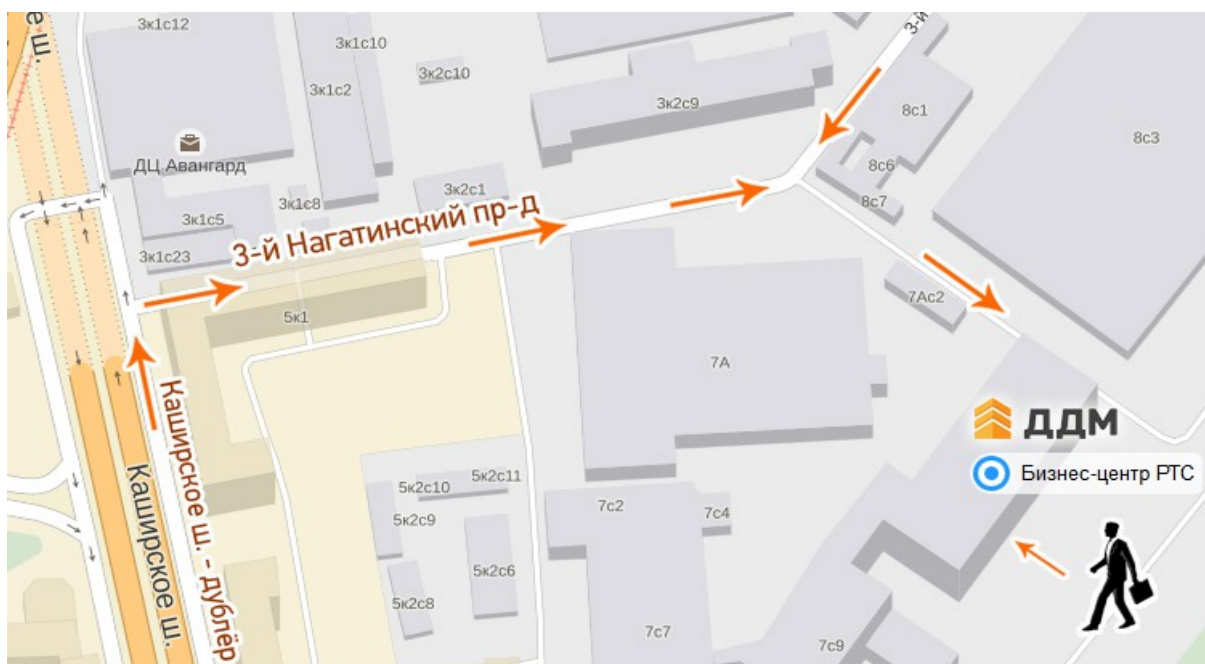 ш.
3к1с12
3к1с10
3к1с2
3к2с10
3к2с9
3-й
8с1
8с3
8с6
8с7
ДЦ Авангард
3к2с1
3к1с8
3к1с5
3к1с23
3-й Нагатинский пр-д
5к1
7Ас2
7А
ДДМ
Бизнес-центр РТС
Каширское ш. - дублёр
Каширское ш.
5к2с11
5к2с10
5к2с9
5к2с6
5к2с8
7с2
7с4
7с7
7с9